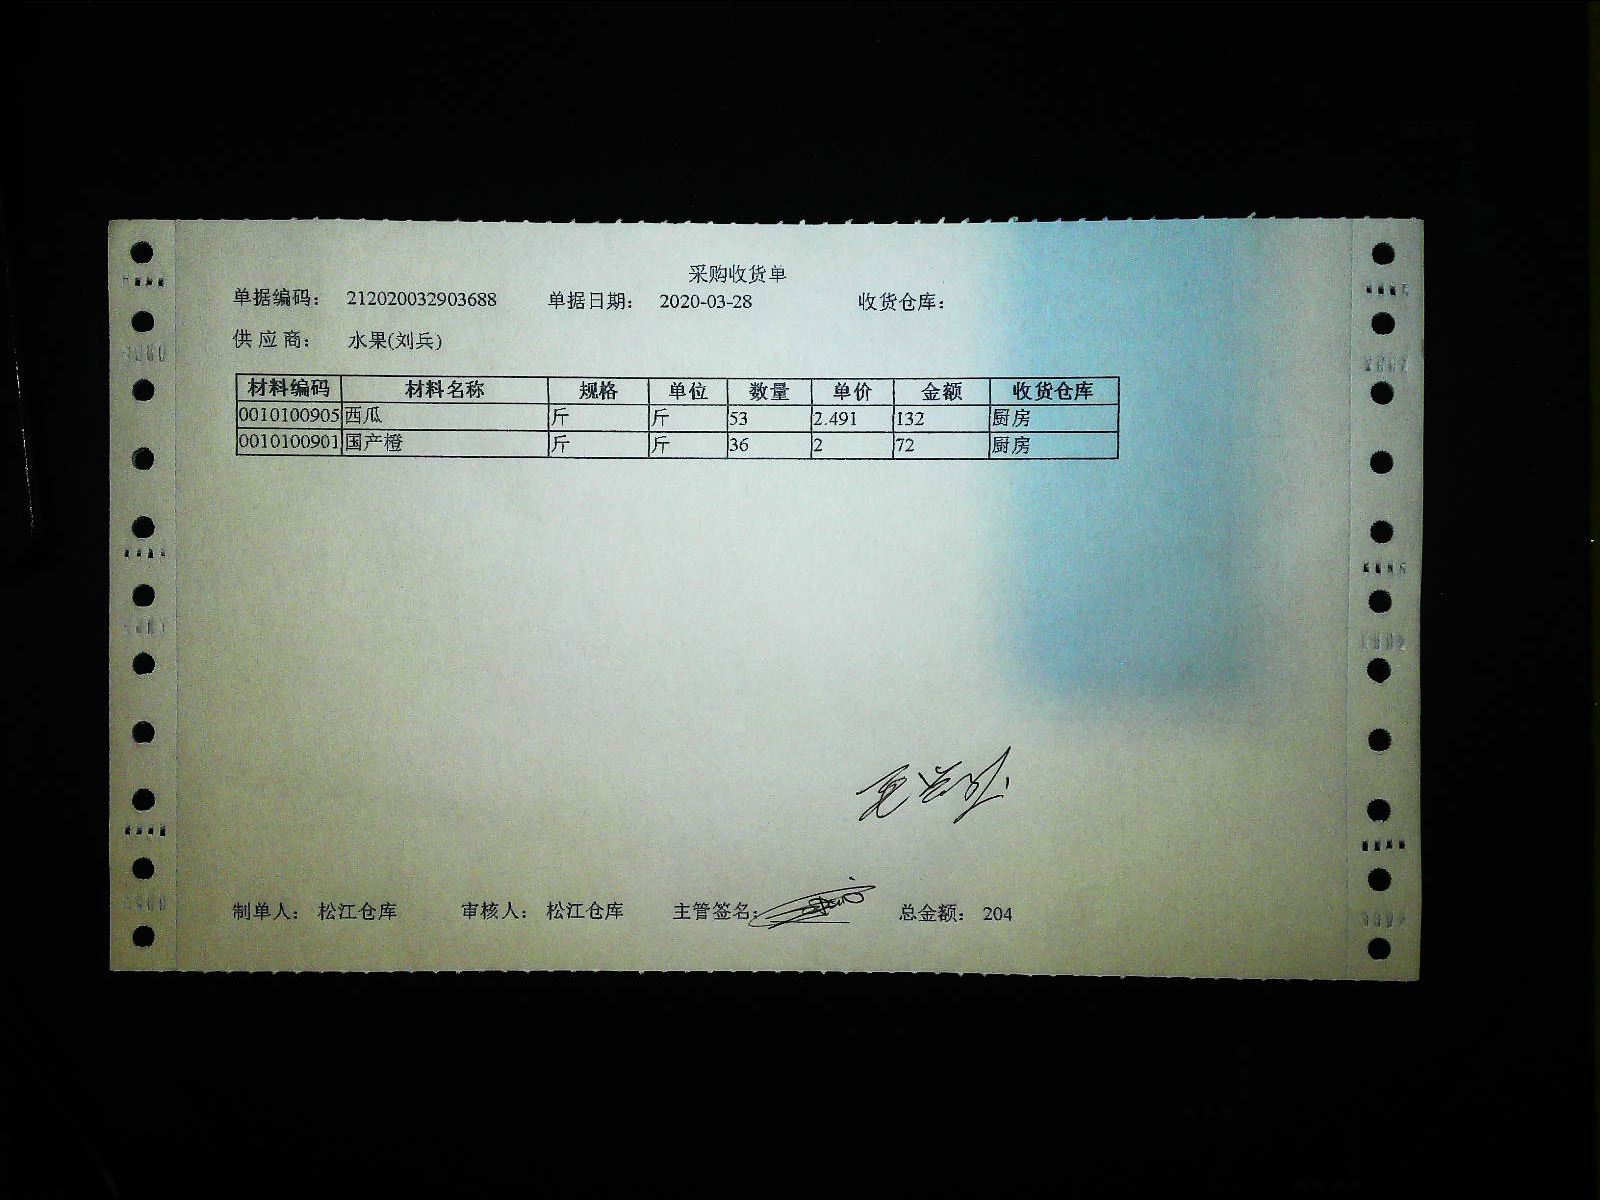 采购收货单
单据编码： 212020032903688 单据日期： 2020-03-28 收货仓库：
供 应 商： 水果(刘兵)
材料编码 材料名称 规格 单位 数量 单价 金额 收货仓库
0010100905 西瓜 斤 斤 53 2.491 132 厨房
0010100901 国产橙 斤 斤 36 2 72 厨房
制单人： 松江仓库 审核人： 松江仓库 主管签名： 总金额： 204